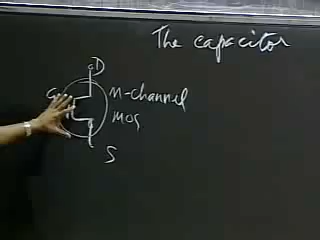 The capacitor
D
G
n-channel
mos
S